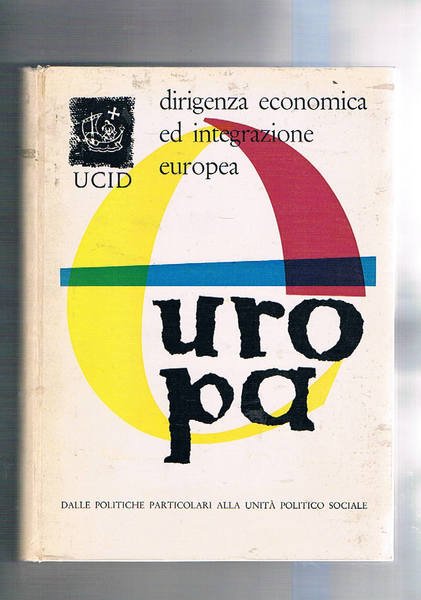 dirigenza economica
ed integrazione
europea
UCID
uro
pa
DALLE POLITICHE PARTICOLARI ALLA UNITÀ POLITICO SOCIALE